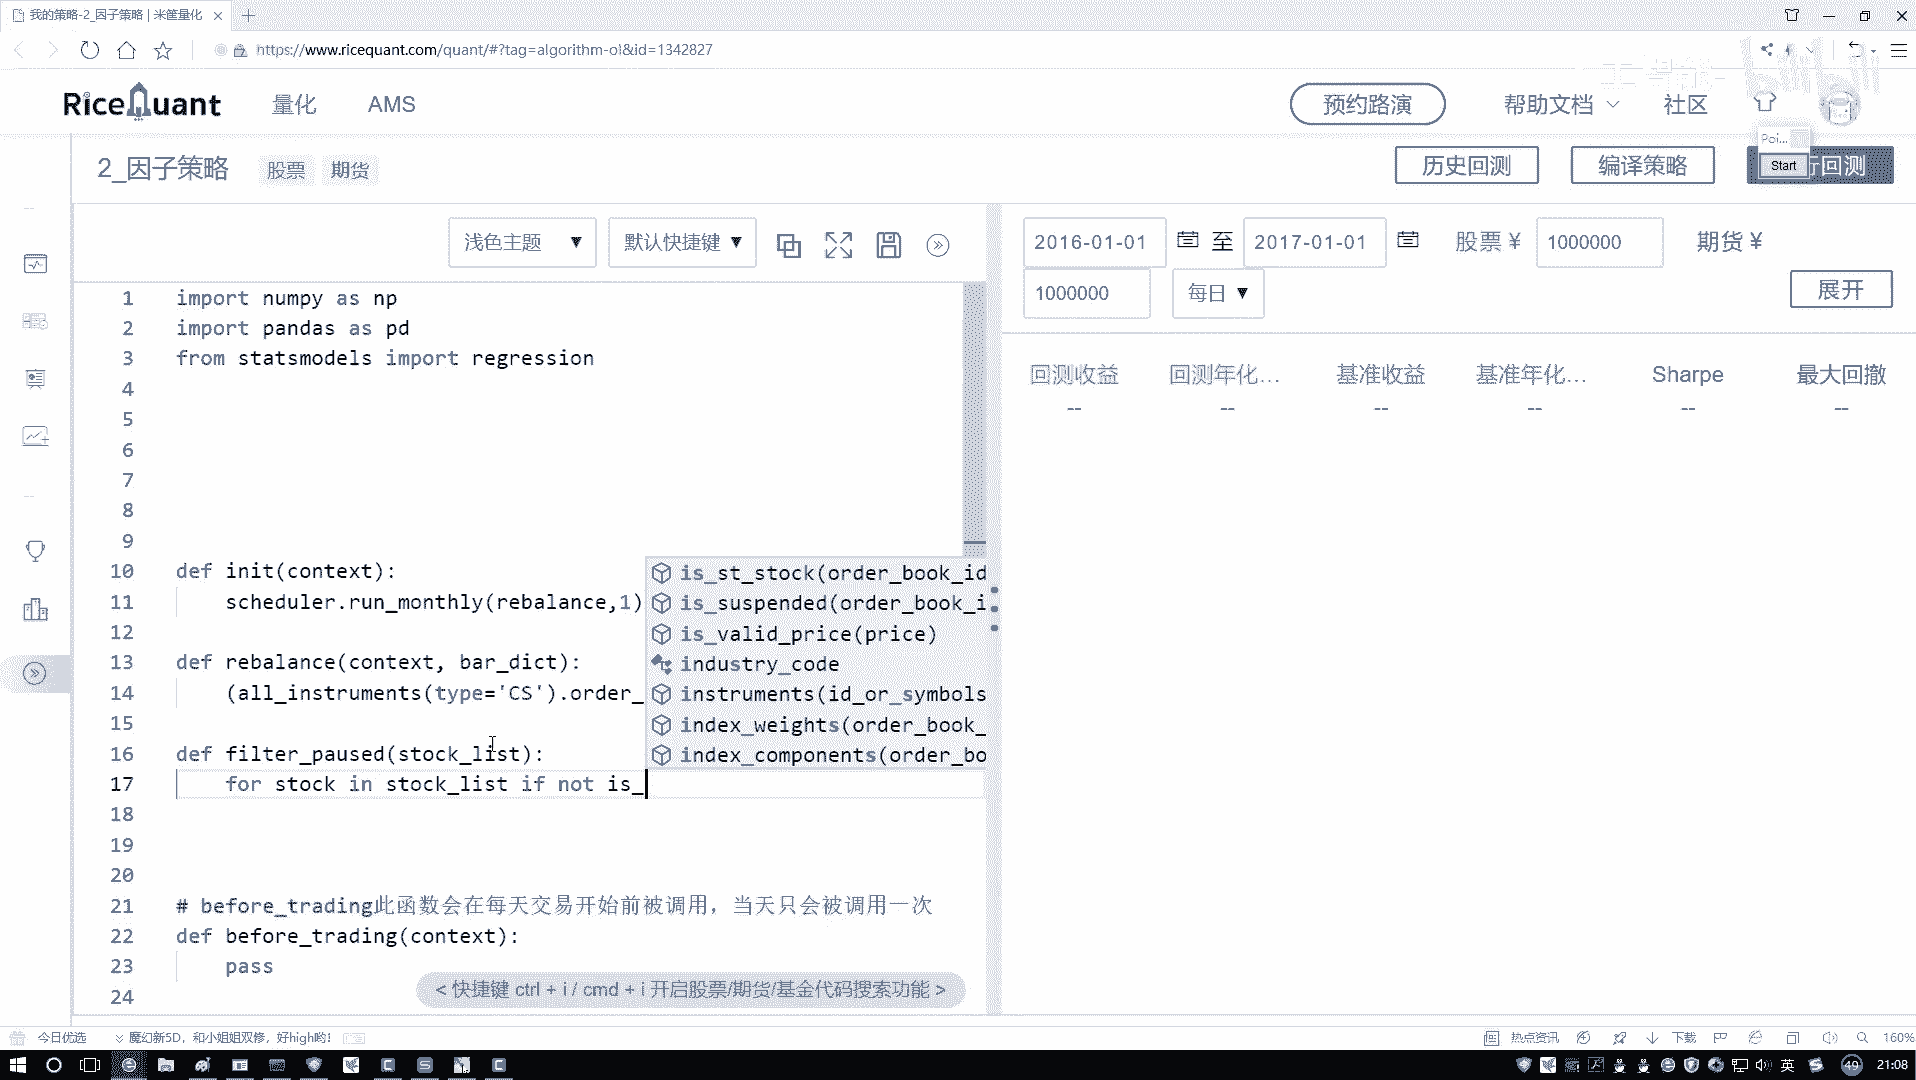 我的策略-2_因子策略 | 米筐量化
https://www.ricequant.com/quant/#?tag=algorithm-ol&id=1342827
RiceQuant 量化 AMS 预约路演 帮助文档 社区
Poi...
2_因子策略 股票 期货 历史回测 编译策略 Start 行回测
浅色主题 ▼ 默认快捷键 ▼
2016-01-01 至 2017-01-01 股票 ¥ 1000000 期货 ¥
1000000 每日 ▼ 展开
回测收益 回测年化... 基准收益 基准年化... Sharpe 最大回撤
-- -- -- -- -- --
1 import numpy as np
2 import pandas as pd
3 from statsmodels import regression
4
5
6
7
8
9
10 def init(context):
11 scheduler.run_monthly(rebalance,1)
12
13 def rebalance(context, bar_dict):
14 (all_instruments(type='CS').order_
15
16 def filter_paused(stock_list):
17 for stock in stock_list if not is_
18
19
20
21 # before_trading此函数会在每天交易开始前被调用，当天只会被调用一次
22 def before_trading(context):
23 pass
24
is_st_stock(order_book_id
is_suspended(order_book_i
is_valid_price(price)
industry_code
instruments(id_or_symbols
index_weights(order_book_
index_components(order_bo
< 快捷键 ctrl + i / cmd + i 开启股票/期货/基金代码搜索功能 >
今日优选 魔幻新5D，和小姐姐双修，好high哟! 热点资讯 下载 160%
英 49 21:08